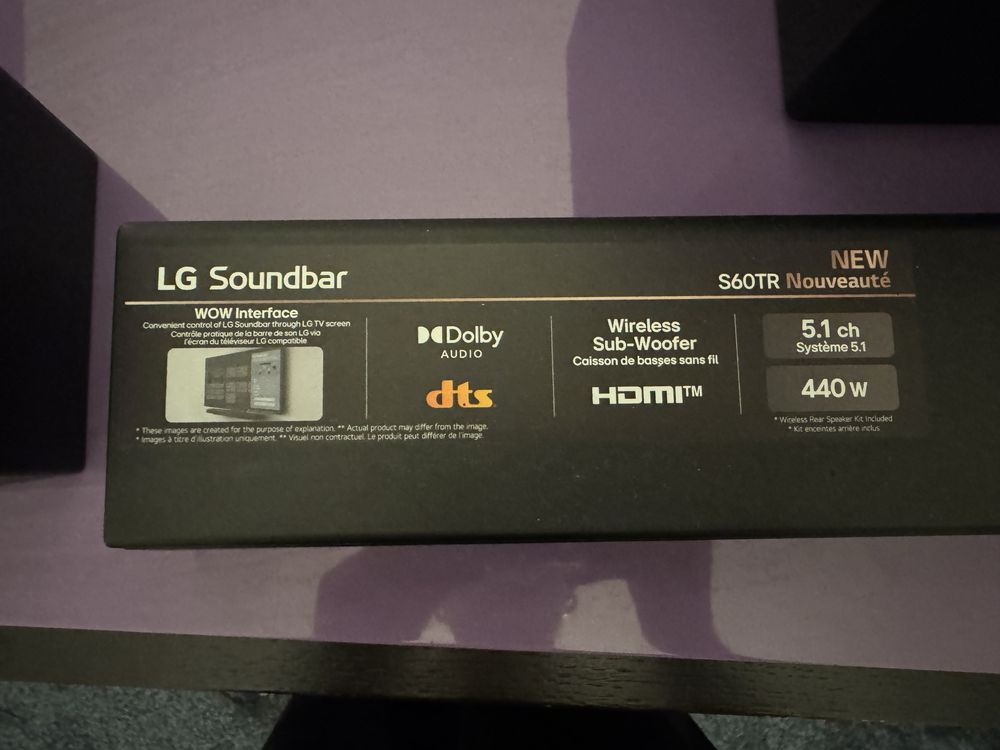 LG Soundbar
NEW
S60TR Nouveauté
WOW Interface
Convenient control of LG Soundbar through LG TV screen
Contrôle pratique de la barre de son LG via
l'écran du téléviseur LG compatible
Dolby
AUDIO
dts
Wireless
Sub-Woofer
Caisson de basses sans fil
HDMI™
5.1 ch
Système 5.1
440 W
* Wireless Rear Speaker Kit Included
* Kit enceintes arrière inclus
* These images are created for the purpose of explanation. ** Actual product may differ from the image.
* Images à titre d'illustration uniquement. ** Visuel non contractuel. Le produit peut différer de l'image.